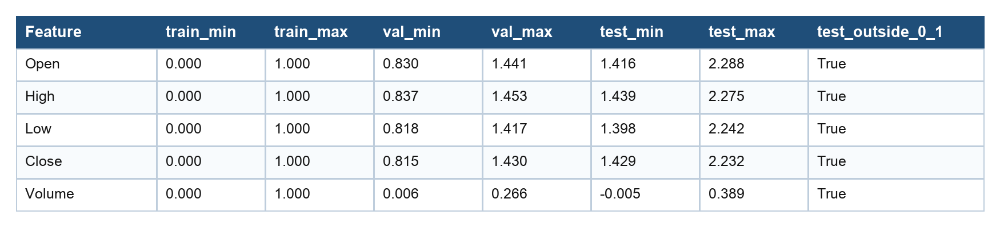 Feature train_min train_max val_min val_max test_min test_max test_outside_0_1
Open 0.000 1.000 0.830 1.441 1.416 2.288 True
High 0.000 1.000 0.837 1.453 1.439 2.275 True
Low 0.000 1.000 0.818 1.417 1.398 2.242 True
Close 0.000 1.000 0.815 1.430 1.429 2.232 True
Volume 0.000 1.000 0.006 0.266 -0.005 0.389 True